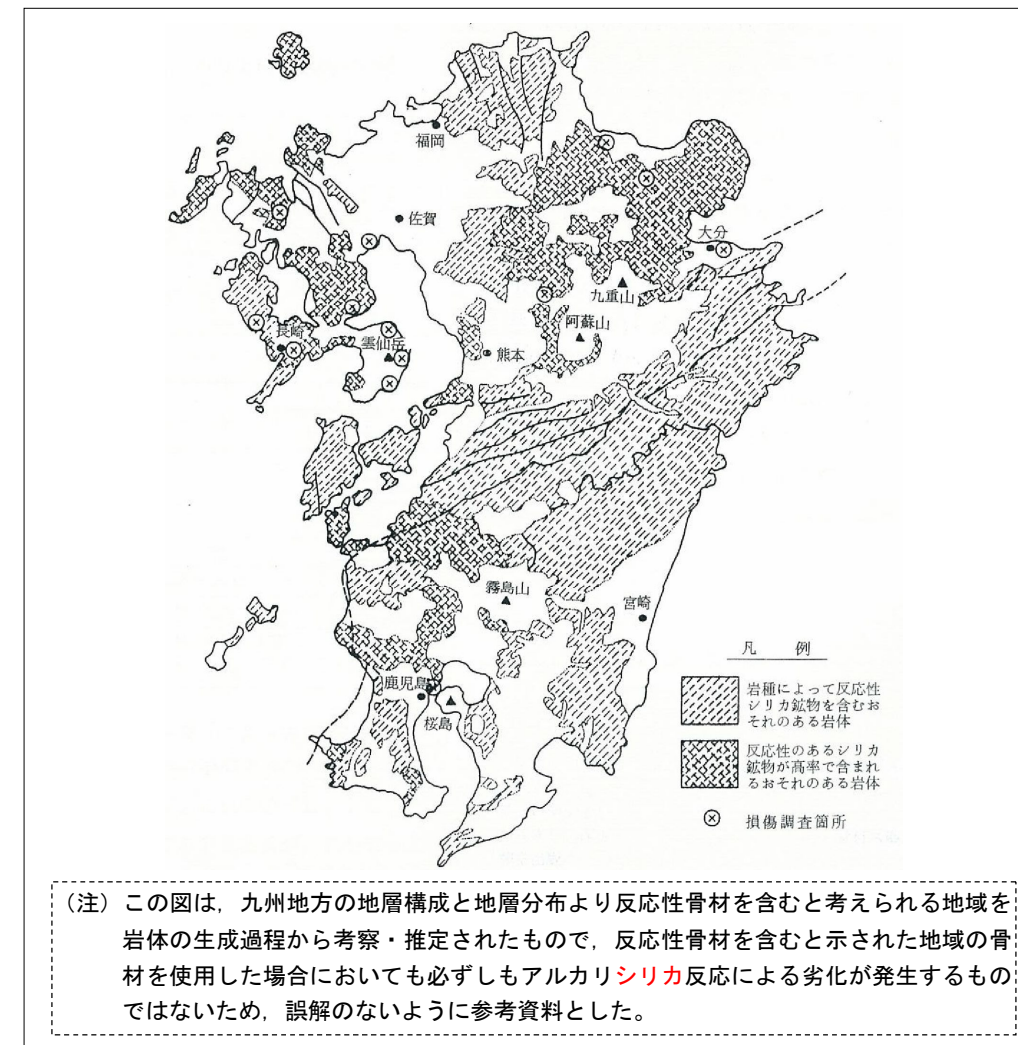 福岡
佐賀
大分
九重山
阿蘇山
長崎
雲仙岳
熊本
霧島山
宮崎
鹿児島
桜島
凡例
岩種によって反応性
シリカ鉱物を含むお
それのある岩体
反応性のあるシリカ
鉱物が高率で含まれ
るおそれのある岩体
損傷調査箇所
（注）この図は，九州地方の地層構成と地層分布より反応性骨材を含むと考えられる地域を
岩体の生成過程から考察・推定されたもので，反応性骨材を含むと示された地域の骨
材を使用した場合においても必ずしもアルカリシリカ反応による劣化が発生するもの
ではないため，誤解のないように参考資料とした。